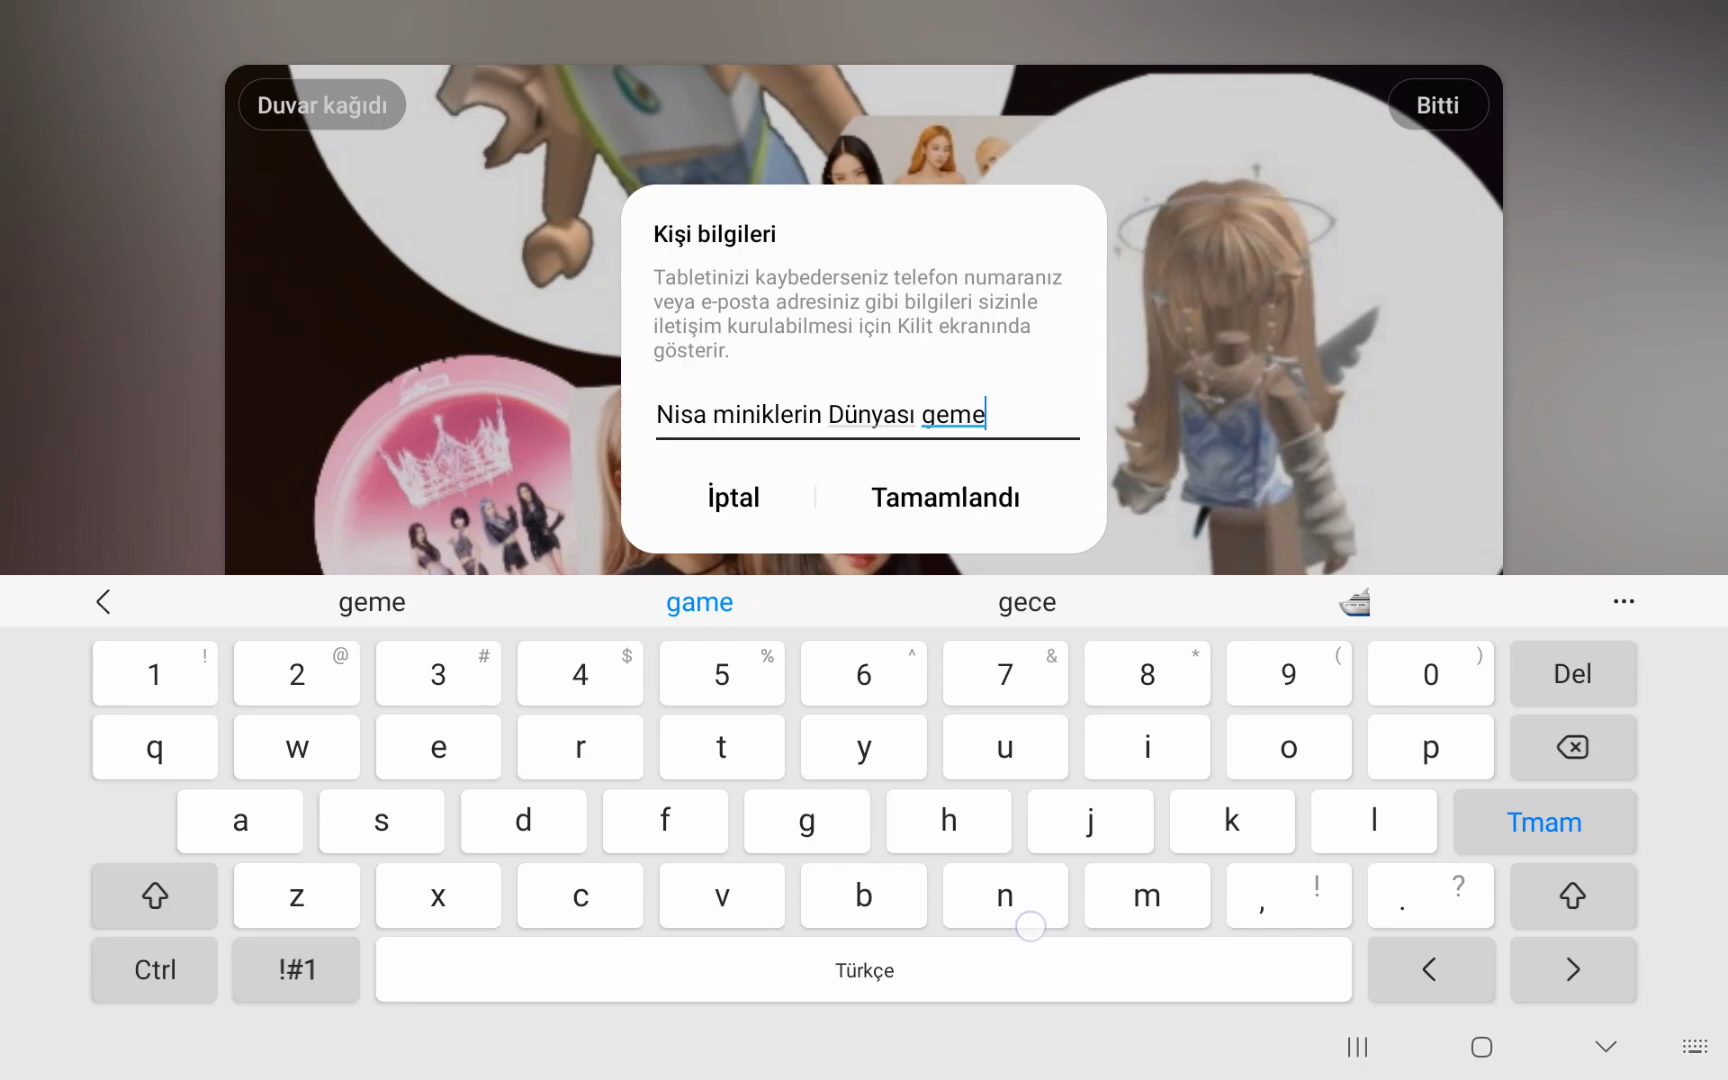 Duvar kağıdı
Bitti
Kişi bilgileri
Tabletinizi kaybederseniz telefon numaranız
veya e-posta adresiniz gibi bilgileri sizinle
iletişim kurulabilmesi için Kilit ekranında
gösterir.
Nisa miniklerin Dünyası geme
İptal
Tamamlandı
geme game gece
1 ! 2 @ 3 # 4 $ 5 % 6 ^ 7 & 8 * 9 ( 0 ) Del
q w e r t y u i o p
a s d f g h j k l Tmam
z x c v b n m , ! . ?
Ctrl !#1 Türkçe < >